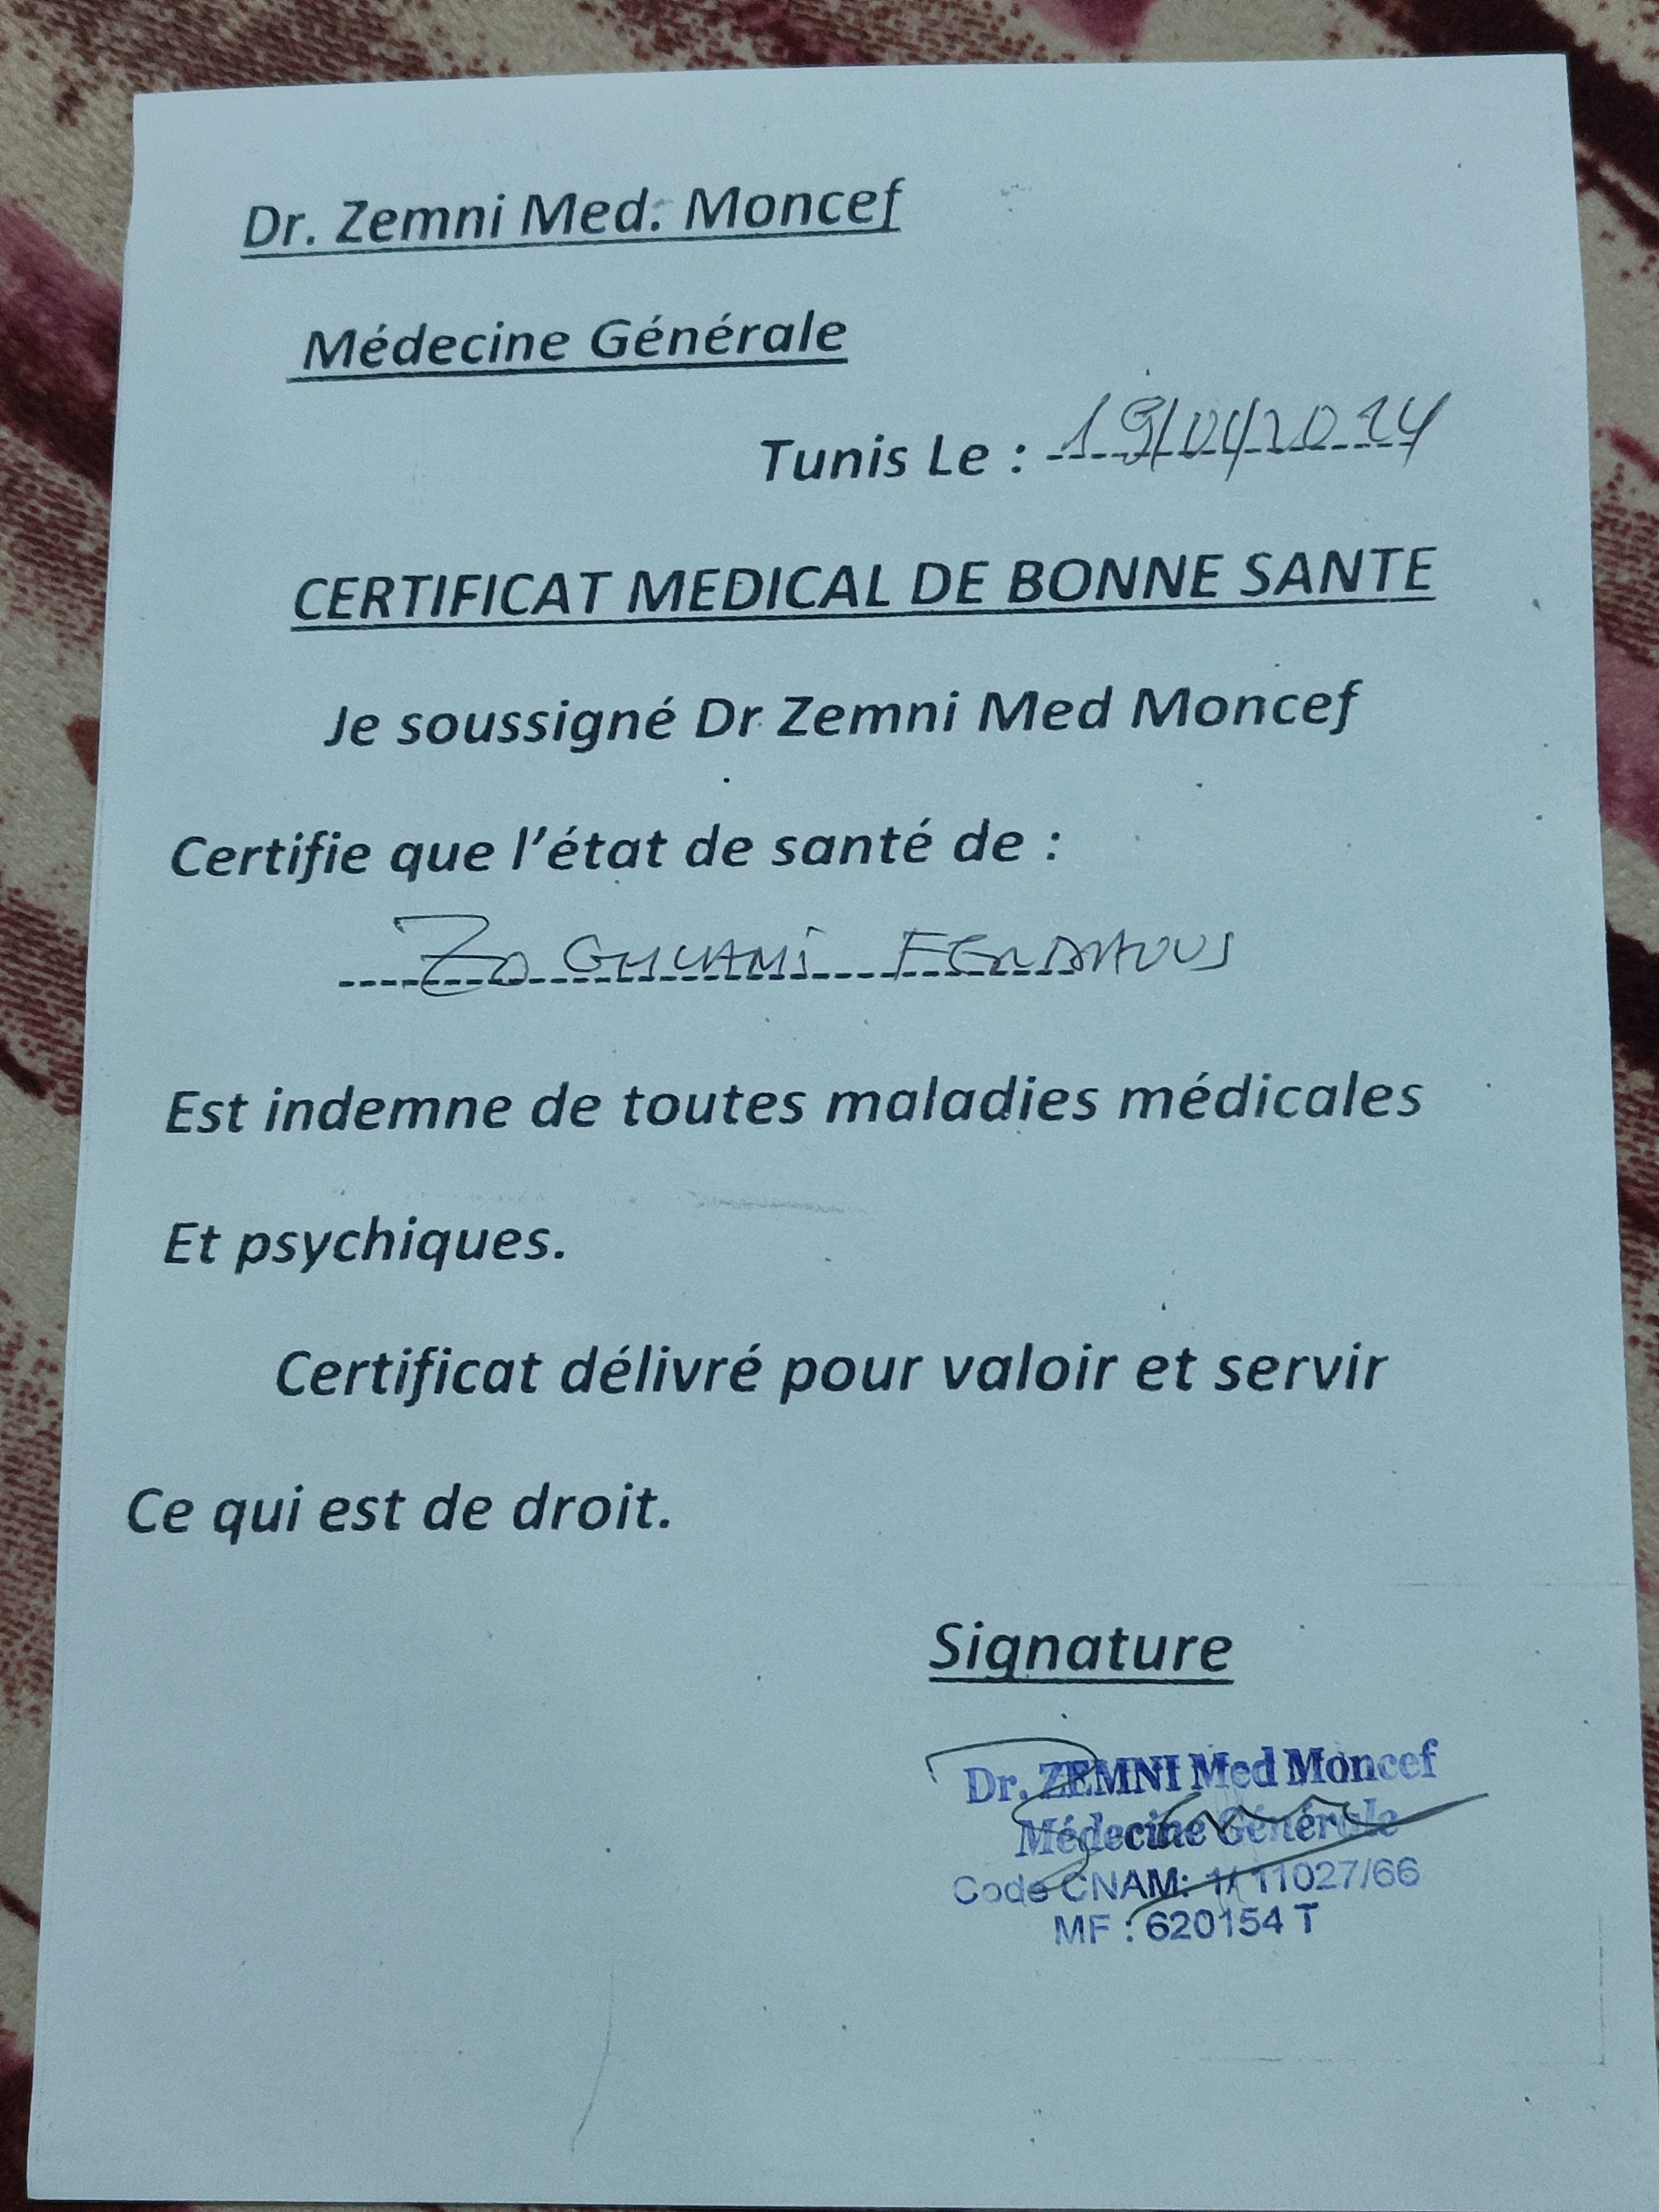 Dr. Zemni Med. Moncef
Médecine Générale
Tunis Le :
CERTIFICAT MEDICAL DE BONNE SANTE
Je soussigné Dr Zemni Med Moncef
Certifie que l'état de santé de :
Est indemne de toutes maladies médicales
Et psychiques.
Certificat délivré pour valoir et servir
Ce qui est de droit.
Signature
Dr. ZEMNI Med Moncef
Médecine Générale
Code CNAM: 1/11027/66
MF : 620154 T